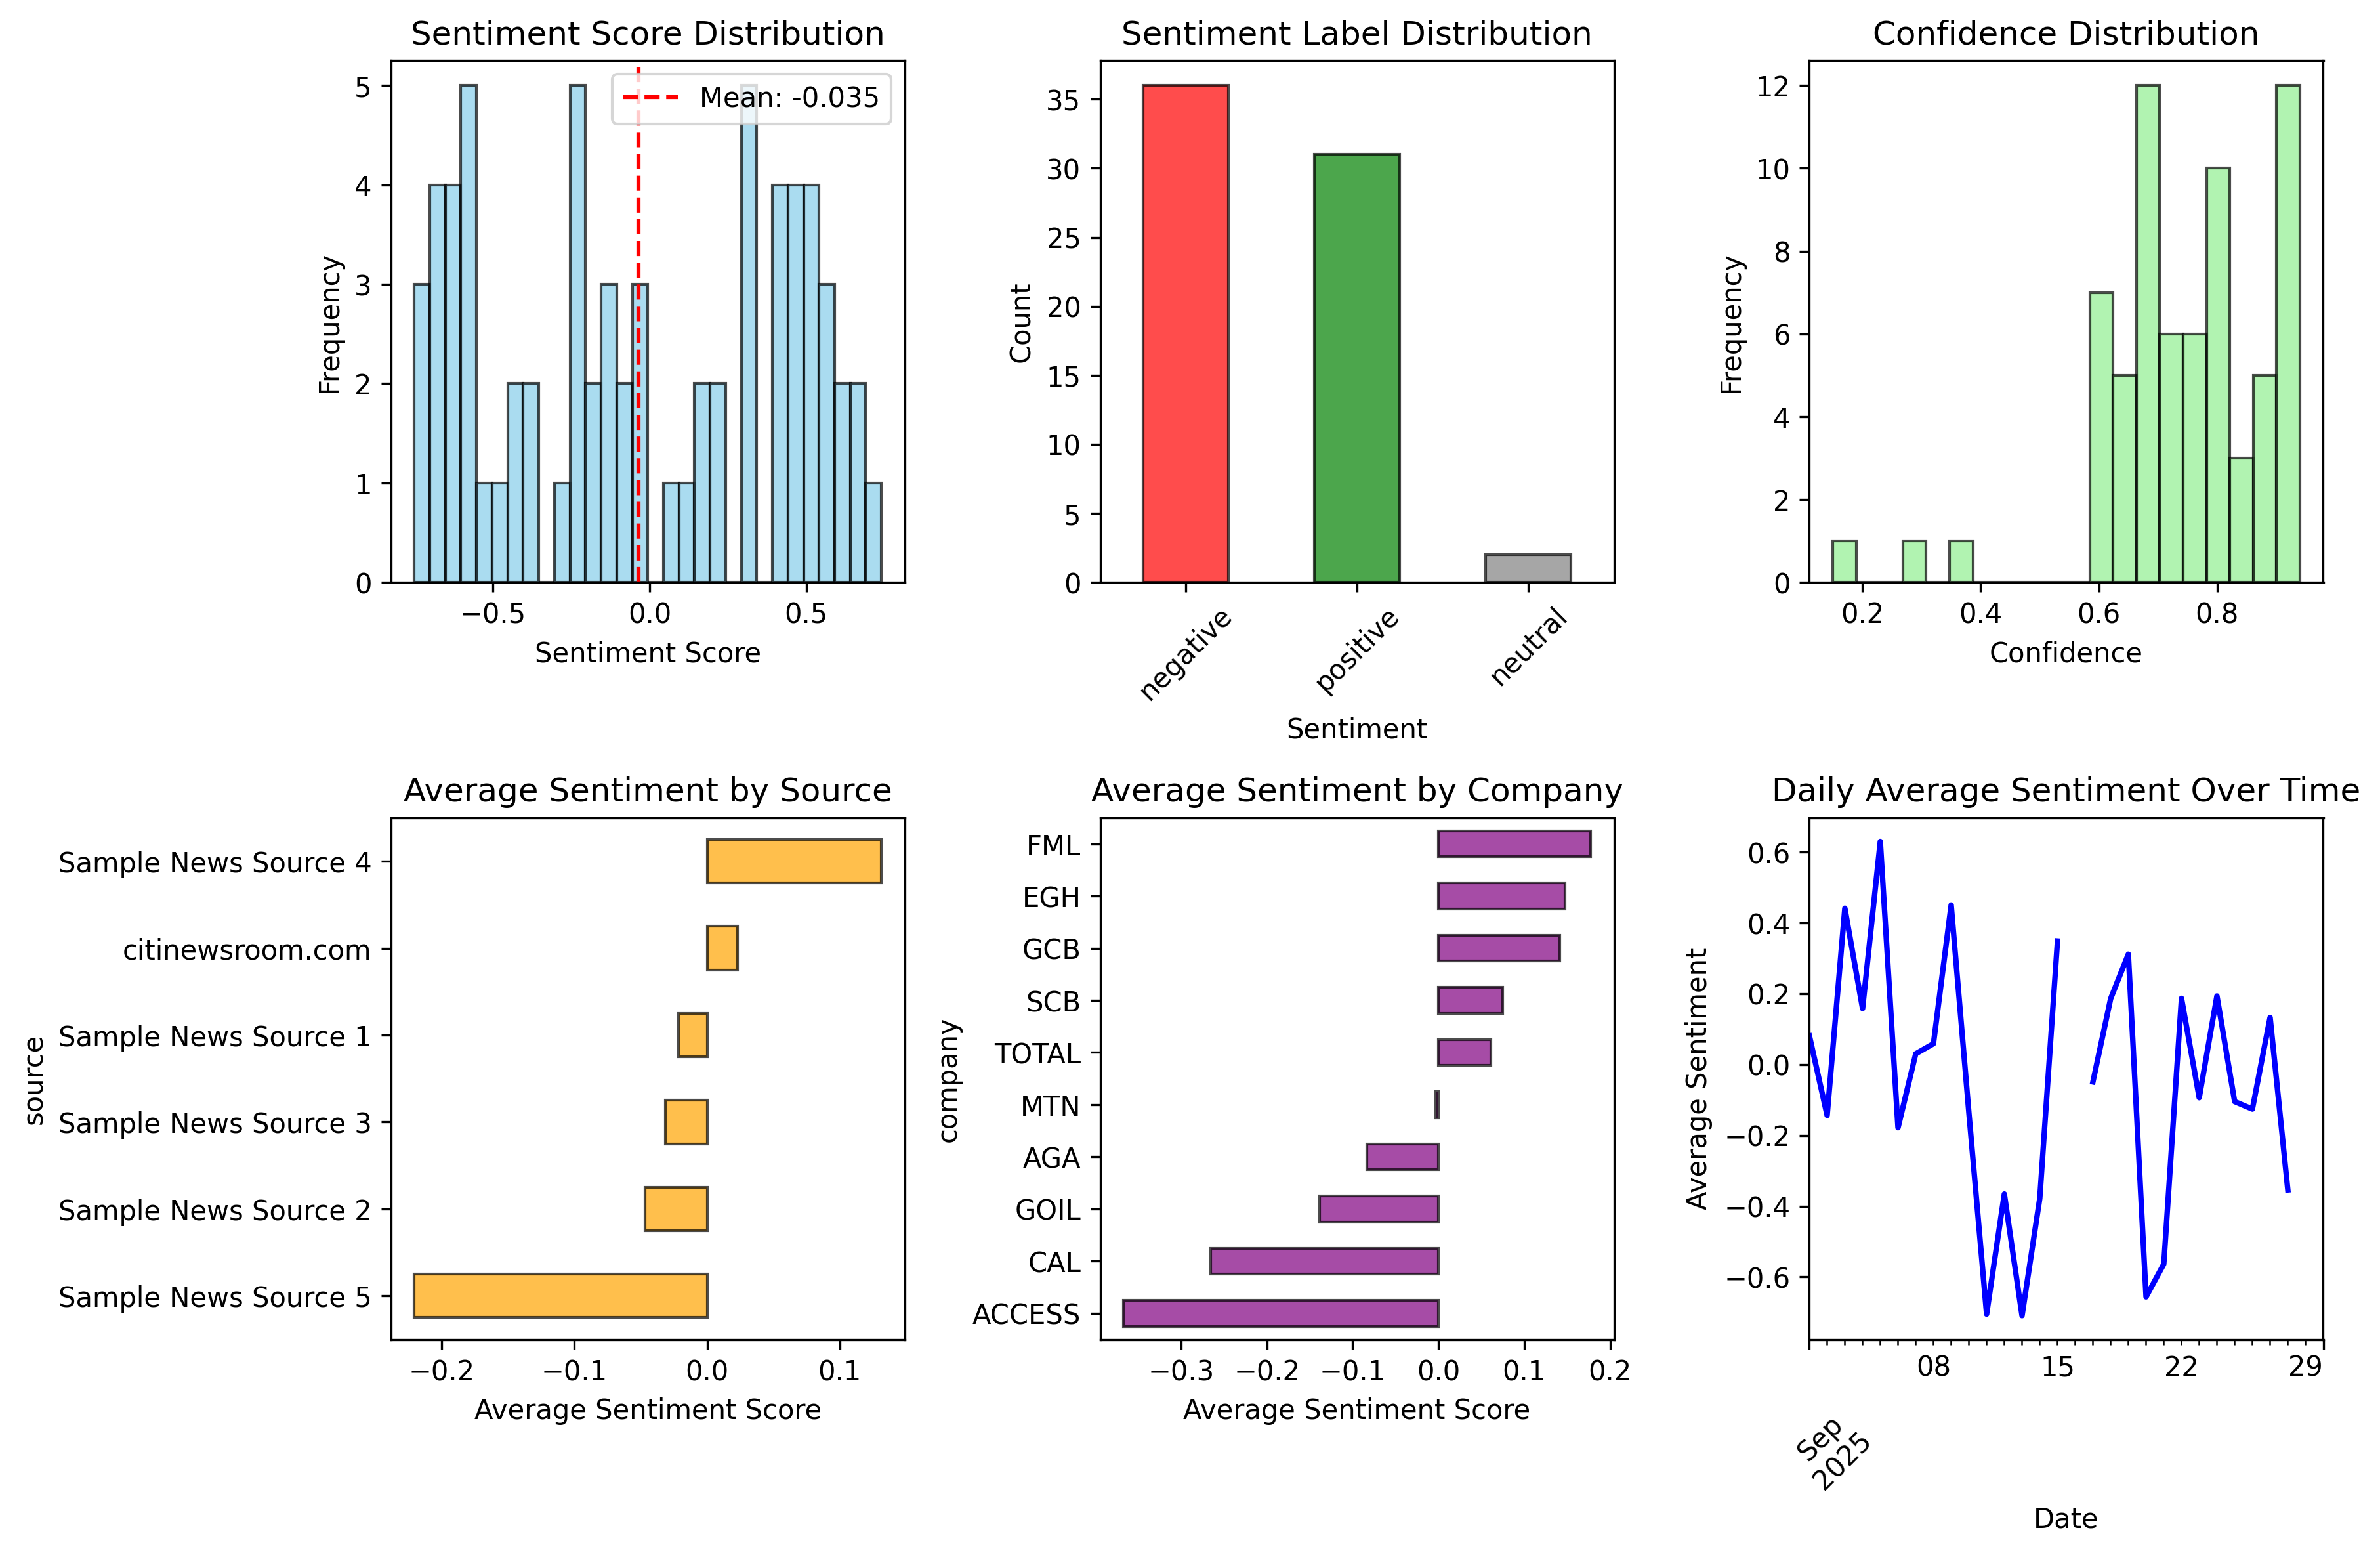 Sentiment Score Distribution
Mean: -0.035
Frequency
5
4
3
2
1
0
−0.5
0.0
0.5
Sentiment Score
Sentiment Label Distribution
Count
35
30
25
20
15
10
5
0
negative
positive
neutral
Sentiment
Confidence Distribution
Frequency
12
10
8
6
4
2
0
0.2
0.4
0.6
0.8
Confidence
Average Sentiment by Source
source
Sample News Source 4
citinewsroom.com
Sample News Source 1
Sample News Source 3
Sample News Source 2
Sample News Source 5
−0.2
−0.1
0.0
0.1
Average Sentiment Score
Average Sentiment by Company
company
FML
EGH
GCB
SCB
TOTAL
MTN
AGA
GOIL
CAL
ACCESS
−0.3
−0.2
−0.1
0.0
0.1
0.2
Average Sentiment Score
Daily Average Sentiment Over Time
Average Sentiment
0.6
0.4
0.2
0.0
−0.2
−0.4
−0.6
08
15
22
29
Sep
2025
Date